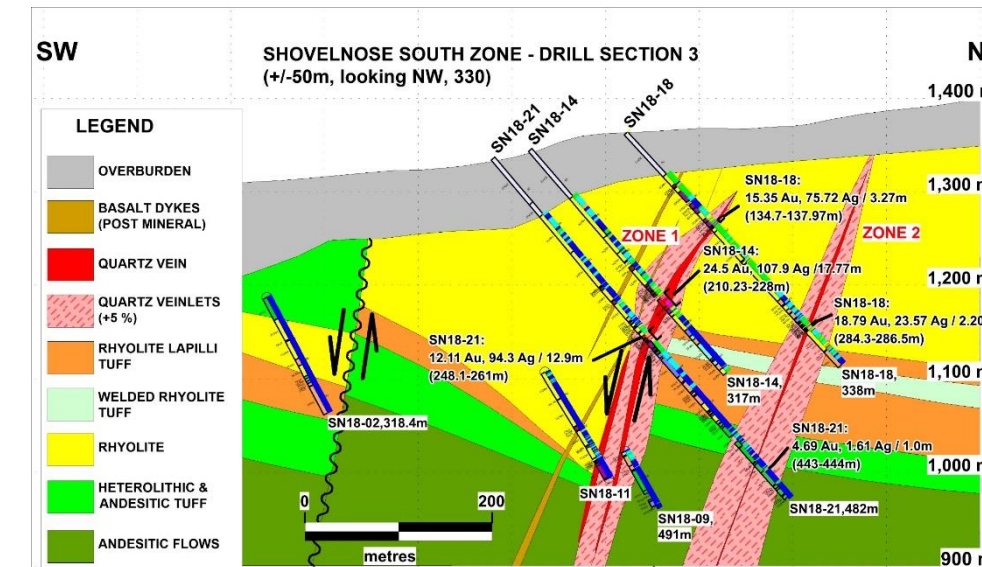 SW
SHOVELNOSE SOUTH ZONE - DRILL SECTION 3
(+/-50m, looking NW, 330)
N
1,400 m
LEGEND
OVERBURDEN
BASALT DYKES
(POST MINERAL)
QUARTZ VEIN
QUARTZ VEINLETS
(+5 %)
RHYOLITE LAPILLI
TUFF
WELDED RHYOLITE
TUFF
RHYOLITE
HETEROLITHIC &
ANDESITIC TUFF
ANDESITIC FLOWS
SN18-21
SN18-14
SN18-18
SN18-18:
15.35 Au, 75.72 Ag / 3.27m
(134.7-137.97m)
1,300 m
ZONE 1
ZONE 2
SN18-14:
24.5 Au, 107.9 Ag /17.77m
(210.23-228m)
1,200 m
SN18-18:
18.79 Au, 23.57 Ag / 2.20
(284.3-286.5m)
SN18-21:
12.11 Au, 94.3 Ag / 12.9m
(248.1-261m)
1,100 m
SN18-14,
317m
SN18-18,
338m
SN18-02,318.4m
SN18-21:
4.69 Au, 1.61 Ag / 1.0m
(443-444m)
1,000 m
SN18-11
SN18-09,
491m
SN18-21,482m
0
200
metres
900 m